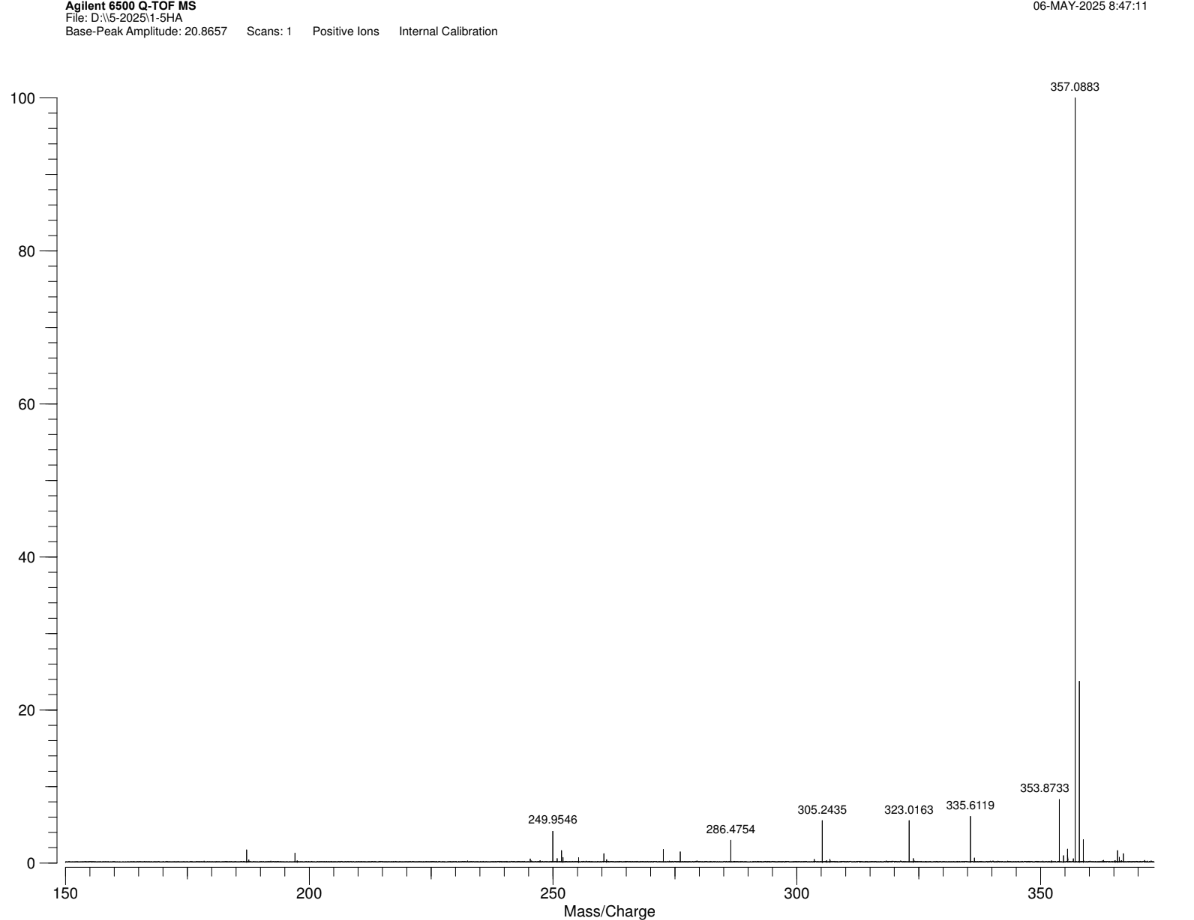 Agilent 6500 Q-TOF MS
06-MAY-2025 8:47:11
File: D:\\5-2025\1-5HA
Base-Peak Amplitude: 20.8657 Scans: 1 Positive Ions Internal Calibration
357.0883
100
80
60
40
20
0
353.8733
335.6119
323.0163
305.2435
286.4754
249.9546
150 200 250 300 350
Mass/Charge